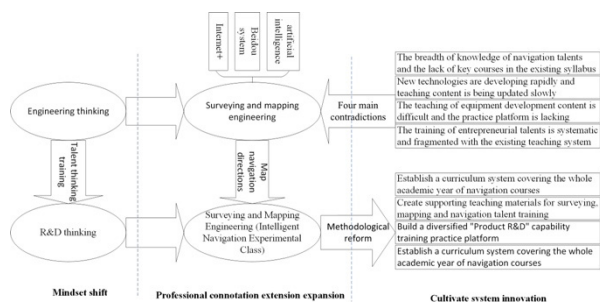 Internet+
Beidou
system
artificial
intelligence
Engineering thinking
Surveying and mapping
engineering
Four main
contradictions
The breadth of knowledge of navigation talents
and the lack of key courses in the existing syllabus
New technologies are developing rapidly and
teaching content is being updated slowly
The teaching of equipment development content is
difficult and the practice platform is lacking
The training of entrepreneurial talents is systematic
and fragmented with the existing teaching system
Talent thinking
training
Map
navigation
directions
R&D thinking
Surveying and Mapping
Engineering (Intelligent
Navigation Experimental
Class)
Methodological
reform
Establish a curriculum system covering the whole
academic year of navigation courses
Create supporting teaching materials for surveying,
mapping and navigation talent training
Build a diversified "Product R&D" capability
training practice platform
Establish a curriculum system covering the whole
academic year of navigation courses
Mindset shift
Professional connotation extension expansion
Cultivate system innovation